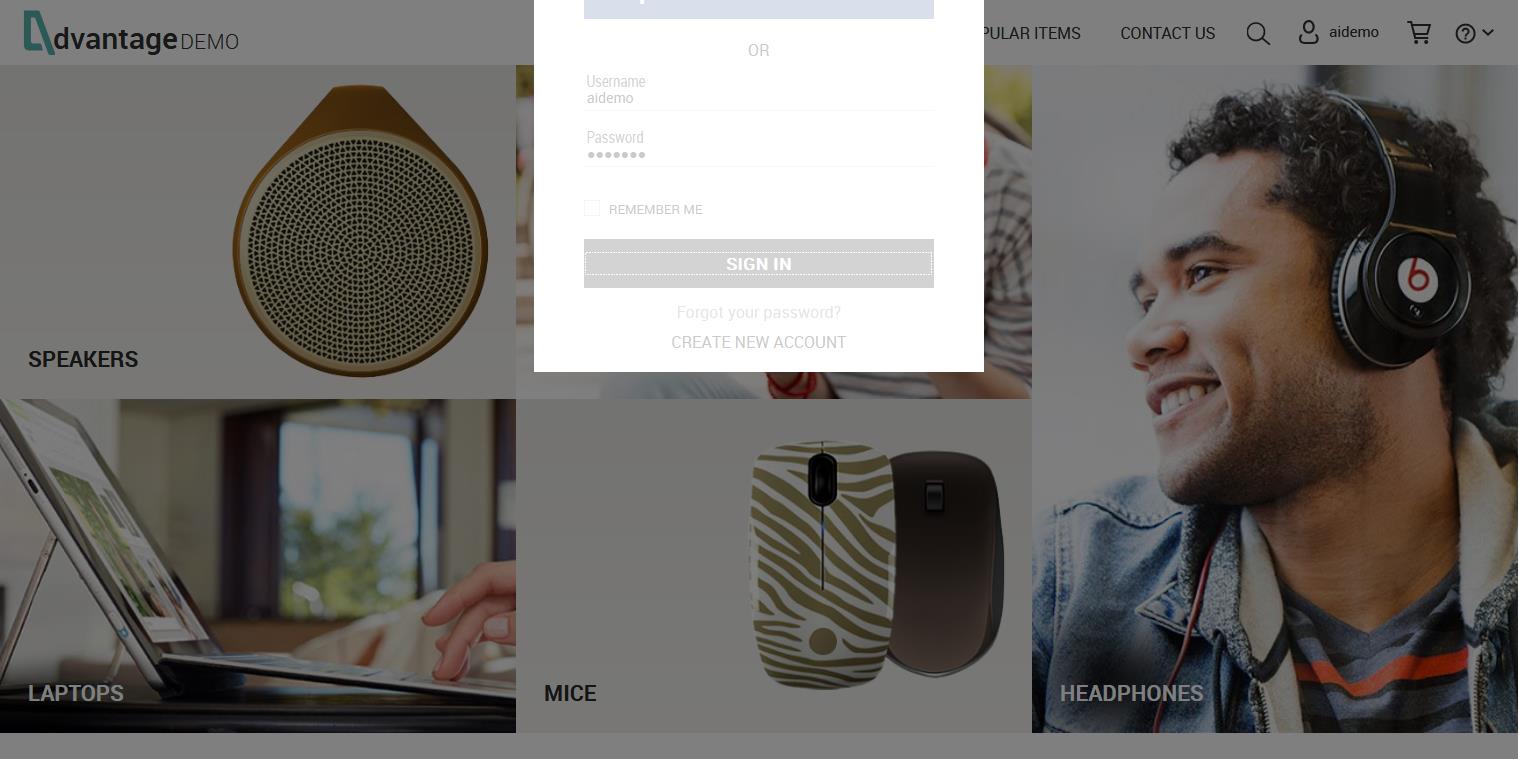 dvantage DEMO
PULAR ITEMS
CONTACT US
aidemo
OR
Username
aidemo
Password
•••••••
REMEMBER ME
SIGN IN
Forgot your password?
CREATE NEW ACCOUNT
SPEAKERS
LAPTOPS
MICE
HEADPHONES